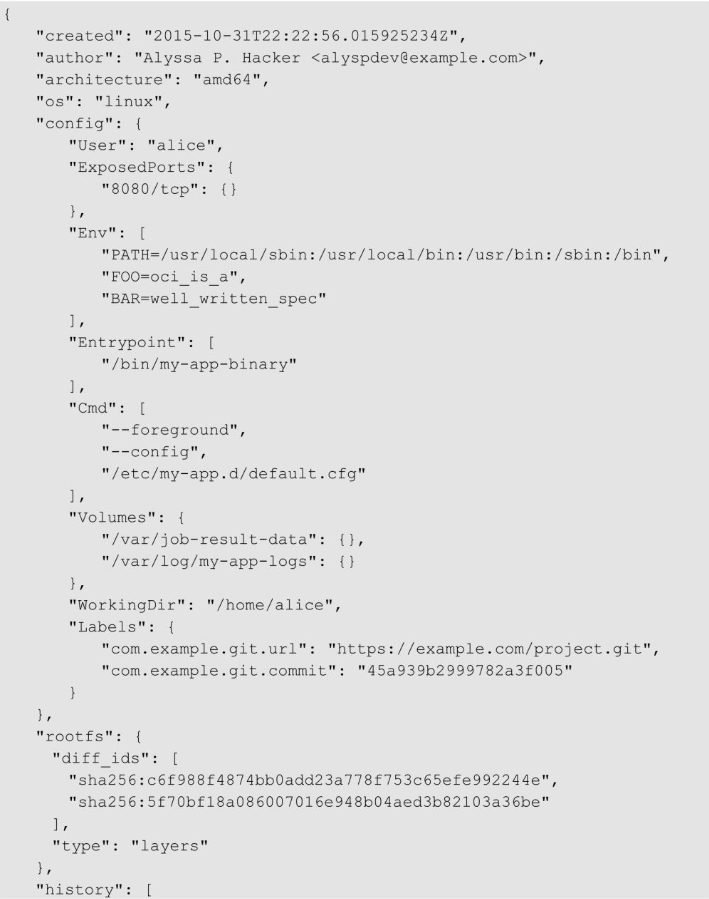 {
"created": "2015-10-31T22:22:56.015925234Z",
"author": "Alyssa P. Hacker <alyspdev@example.com>",
"architecture": "amd64",
"os": "linux",
"config": {
"User": "alice",
"ExposedPorts": {
"8080/tcp": {}
},
"Env": [
"PATH=/usr/local/sbin:/usr/local/bin:/usr/bin:/sbin:/bin",
"FOO=oci_is_a",
"BAR=well_written_spec"
],
"Entrypoint": [
"/bin/my-app-binary"
],
"Cmd": [
"--foreground",
"--config",
"/etc/my-app.d/default.cfg"
],
"Volumes": {
"/var/job-result-data": {},
"/var/log/my-app-logs": {}
},
"WorkingDir": "/home/alice",
"Labels": {
"com.example.git.url": "https://example.com/project.git",
"com.example.git.commit": "45a939b2999782a3f005"
}
},
"rootfs": {
"diff_ids": [
"sha256:c6f988f4874bb0add23a778f753c65efe992244e",
"sha256:5f70bf18a086007016e948b04aed3b82103a36be"
],
"type": "layers"
},
"history": [